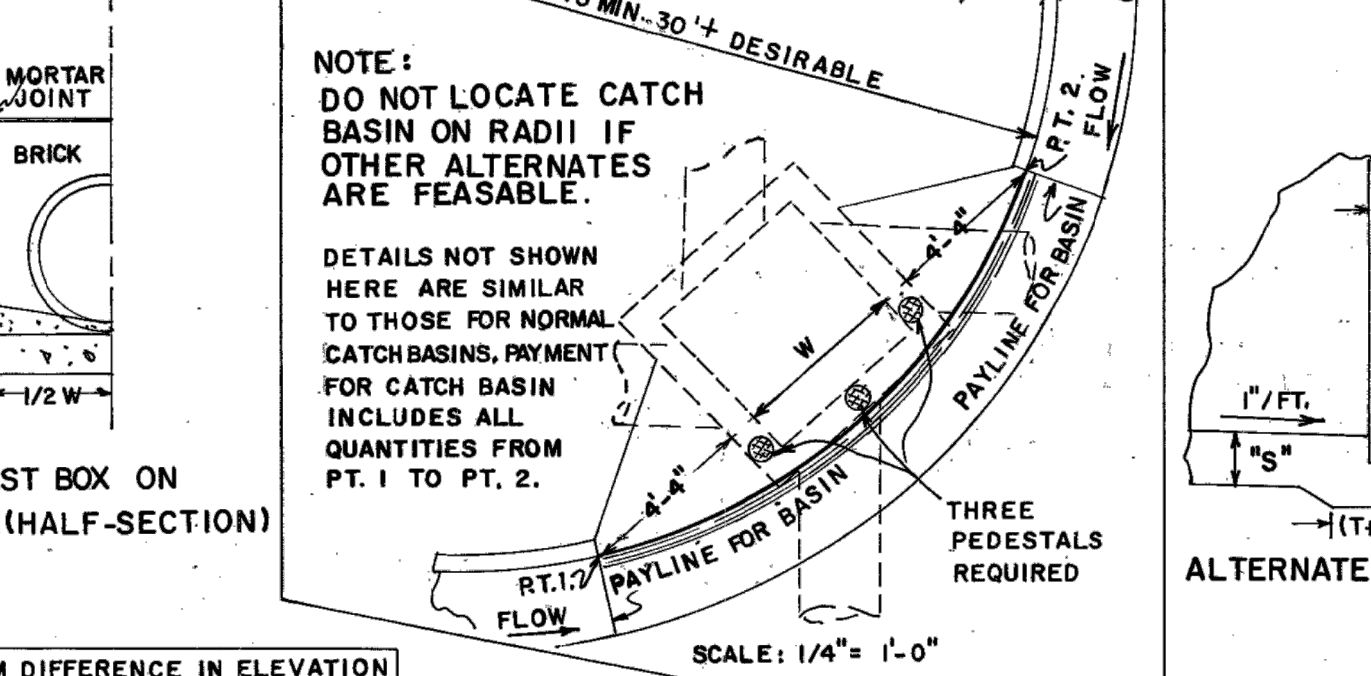 MORTAR
JOINT
BRICK
1/2 W
ST BOX ON
(HALF-SECTION)
DIFFERENCE IN ELEVATION
MIN. 30'+ DESIRABLE
NOTE:
DO NOT LOCATE CATCH
BASIN ON RADII IF
OTHER ALTERNATES
ARE FEASABLE.
DETAILS NOT SHOWN
HERE ARE SIMILAR
TO THOSE FOR NORMAL
CATCH BASINS, PAYMENT
FOR CATCH BASIN
INCLUDES ALL
QUANTITIES FROM
PT. 1 TO PT. 2.
P.T. 2.
FLOW
4'-4"
PAYLINE FOR BASIN
W
4'-4"
PAYLINE FOR BASIN
P.T. 1.
FLOW
THREE
PEDESTALS
REQUIRED
SCALE: 1/4" = 1'-0"
1"/FT.
"S"
(T+
ALTERNATE